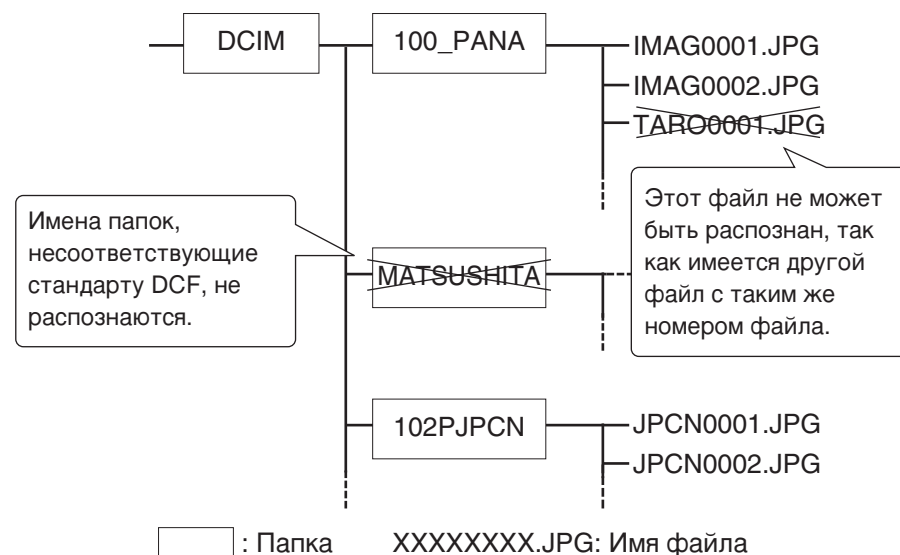 DCIM
100_PANA
IMAG0001.JPG
IMAG0002.JPG
TARO0001.JPG
Этот файл не может
быть распознан, так
как имеется другой
файл с таким же
номером файла.
Имена папок,
несоответствующие
стандарту DCF, не
распознаются.
MATSUSHITA
102PJPCN
JPCN0001.JPG
JPCN0002.JPG
: Папка XXXXXXXX.JPG: Имя файла